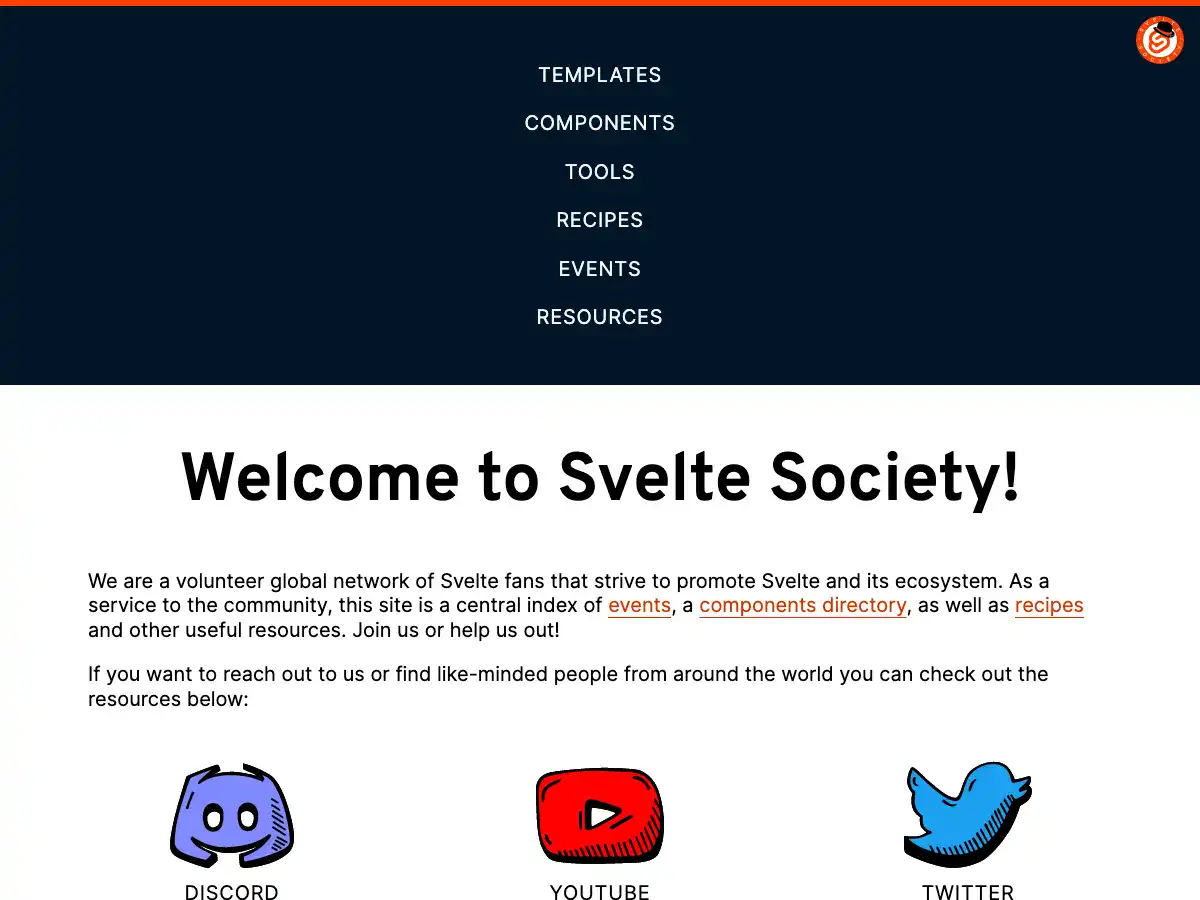 TEMPLATES
COMPONENTS
TOOLS
RECIPES
EVENTS
RESOURCES
Welcome to Svelte Society!
We are a volunteer global network of Svelte fans that strive to promote Svelte and its ecosystem. As a
service to the community, this site is a central index of events, a components directory, as well as recipes
and other useful resources. Join us or help us out!
If you want to reach out to us or find like-minded people from around the world you can check out the
resources below:
DISCORD
YOUTUBE
TWITTER